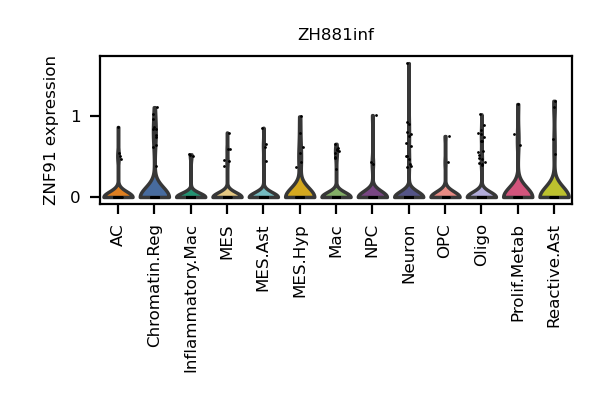 ZH881inf
ZNF91 expression
1
0
AC
Chromatin.Reg
Inflammatory.Mac
MES
MES.Ast
MES.Hyp
Mac
NPC
Neuron
OPC
Oligo
Prolif.Metab
Reactive.Ast